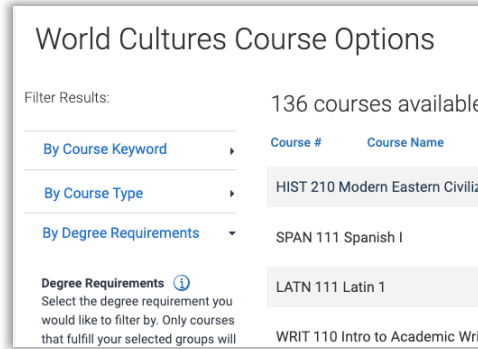 World Cultures Course Options
Filter Results:
By Course Keyword
By Course Type
By Degree Requirements
Degree Requirements
Select the degree requirement you
would like to filter by. Only courses
that fulfill your selected groups will
136 courses available
Course # Course Name
HIST 210 Modern Eastern Civiliz
SPAN 111 Spanish I
LATN 111 Latin 1
WRIT 110 Intro to Academic Wri